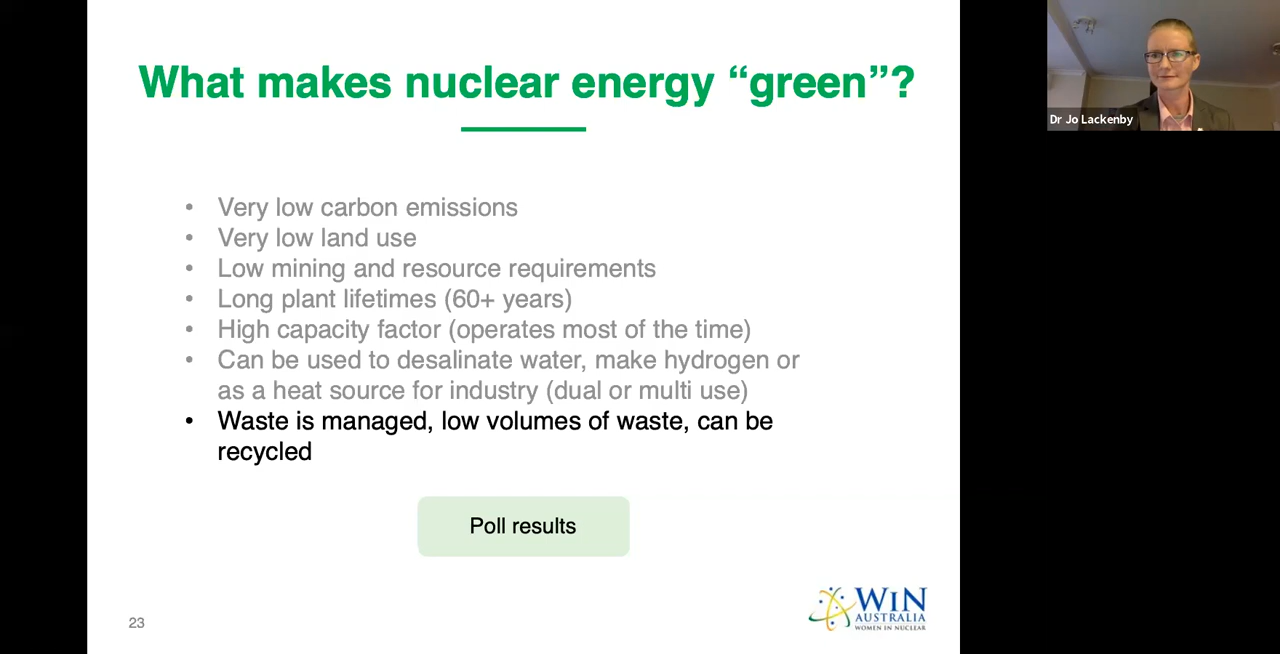 What makes nuclear energy “green”?
Dr Jo Lackenby
• Very low carbon emissions
• Very low land use
• Low mining and resource requirements
• Long plant lifetimes (60+ years)
• High capacity factor (operates most of the time)
• Can be used to desalinate water, make hydrogen or
as a heat source for industry (dual or multi use)
• Waste is managed, low volumes of waste, can be
recycled
Poll results
23
WiN
AUSTRALIA
WOMEN IN NUCLEAR